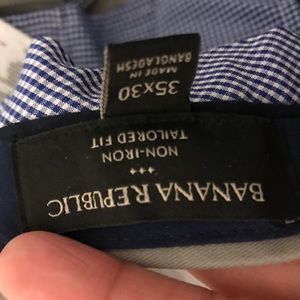 BANANA REPUBLIC
NON-IRON
TAILORED FIT
35x30
MADE IN
BANGLADESH